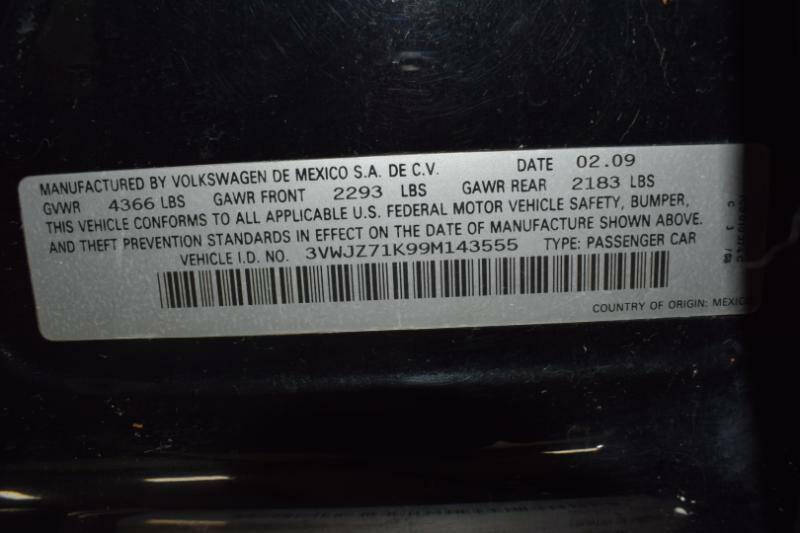 MANUFACTURED BY VOLKSWAGEN DE MEXICO S.A. DE C.V. DATE 02.09
GVWR 4366 LBS GAWR FRONT 2293 LBS GAWR REAR 2183 LBS
THIS VEHICLE CONFORMS TO ALL APPLICABLE U.S. FEDERAL MOTOR VEHICLE SAFETY, BUMPER,
AND THEFT PREVENTION STANDARDS IN EFFECT ON THE DATE OF MANUFACTURE SHOWN ABOVE.
VEHICLE I.D. NO. 3VWJZ71K99M143555 TYPE: PASSENGER CAR
COUNTRY OF ORIGIN: MEXICO